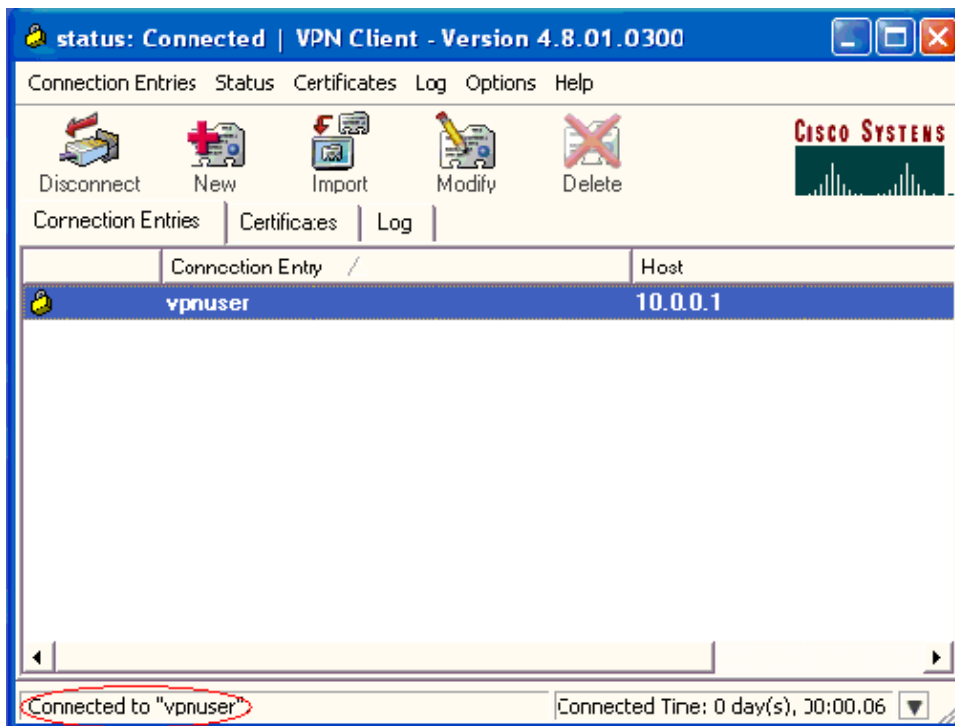 status: Connected | VPN Client - Version 4.8.01.0300
Connection Entries Status Certificates Log Options Help
Disconnect New Import Modify Delete
CISCO SYSTEMS
Connection Entries Certificates Log
Connection Entry Host
vpnuser 10.0.0.1
Connected to "vpnuser" Connected Time: 0 day(s), 00:00.06